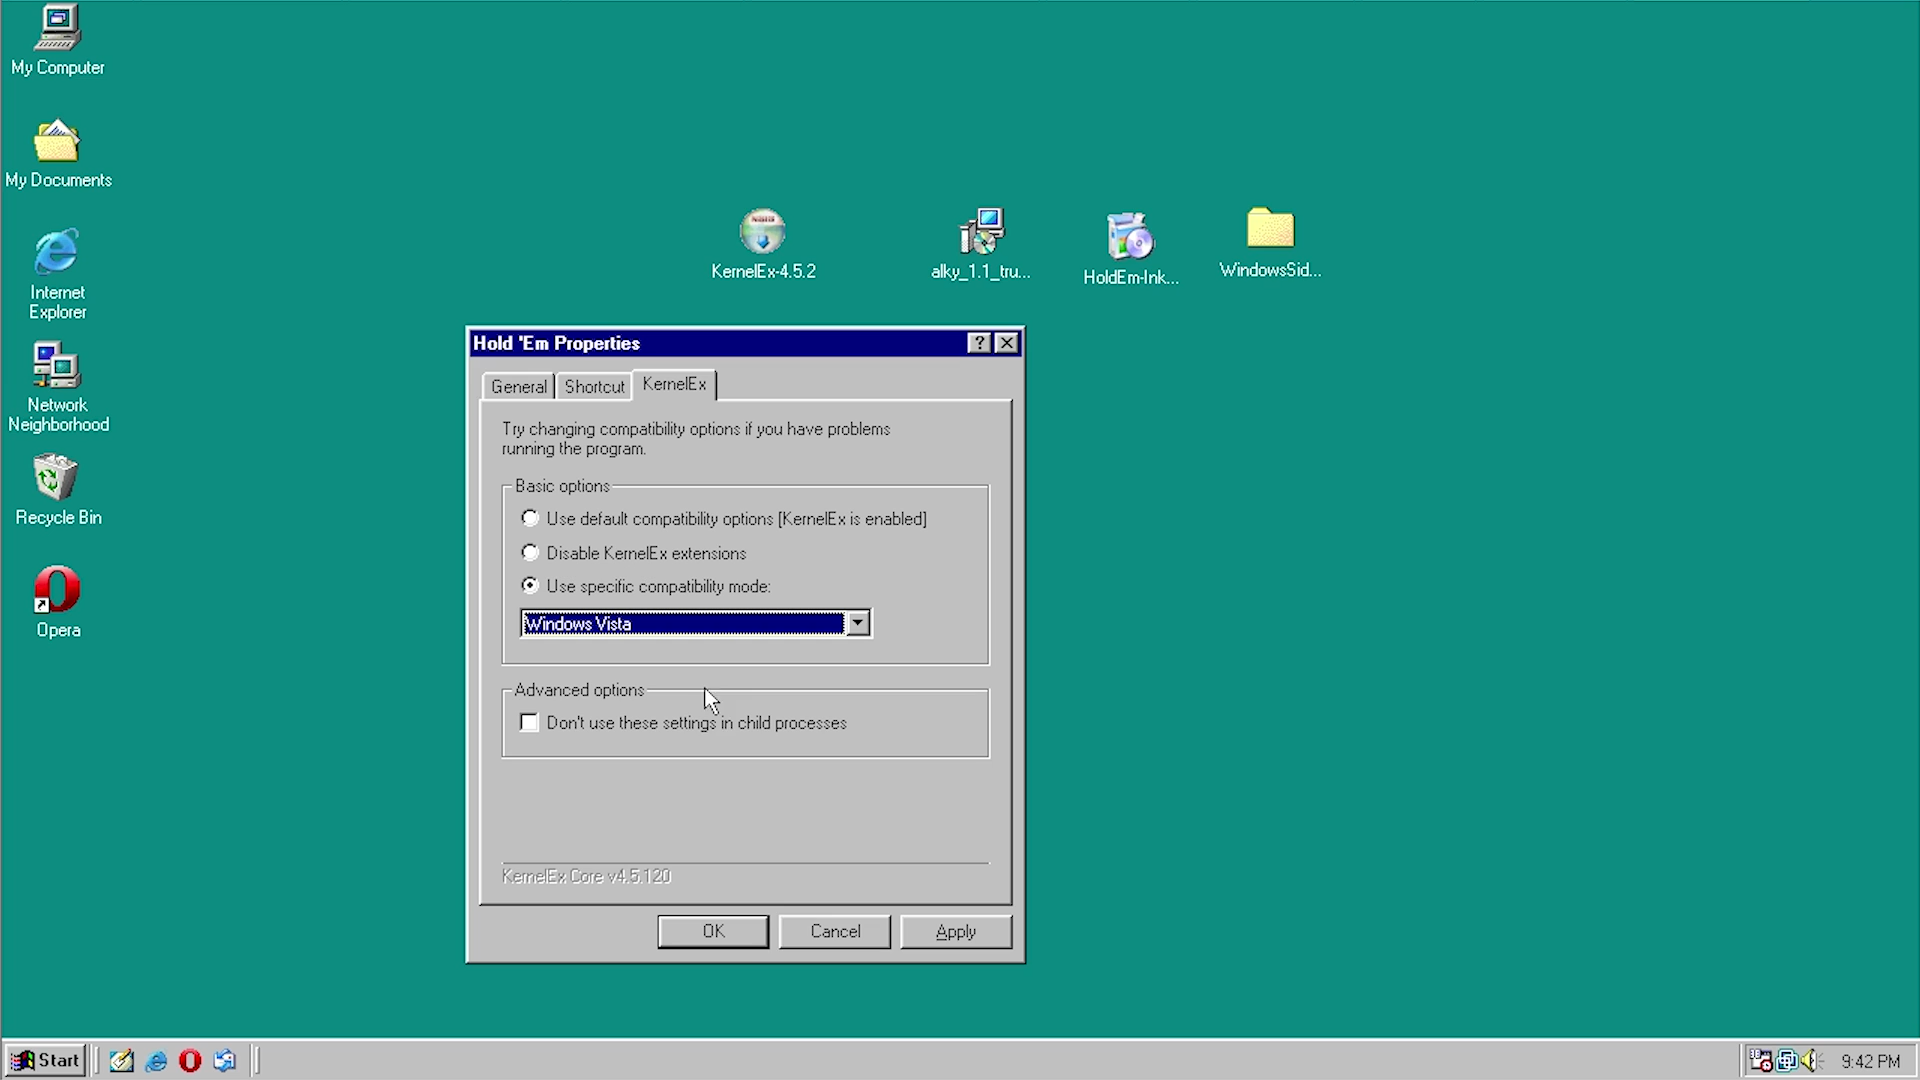 My Computer
My Documents
Internet
Explorer
Network
Neighborhood
Recycle Bin
Opera
KernelEx-4.5.2
alky_1.1_tru...
HoldEm-Ink...
WindowsSid...
Hold 'Em Properties
General
Shortcut
KernelEx
Try changing compatibility options if you have problems
running the program.
Basic options
Use default compatibility options [KernelEx is enabled]
Disable KernelEx extensions
Use specific compatibility mode:
Windows Vista
Advanced options
Don't use these settings in child processes
KernelEx Core v4.5.120
OK
Cancel
Apply
Start
9:42 PM